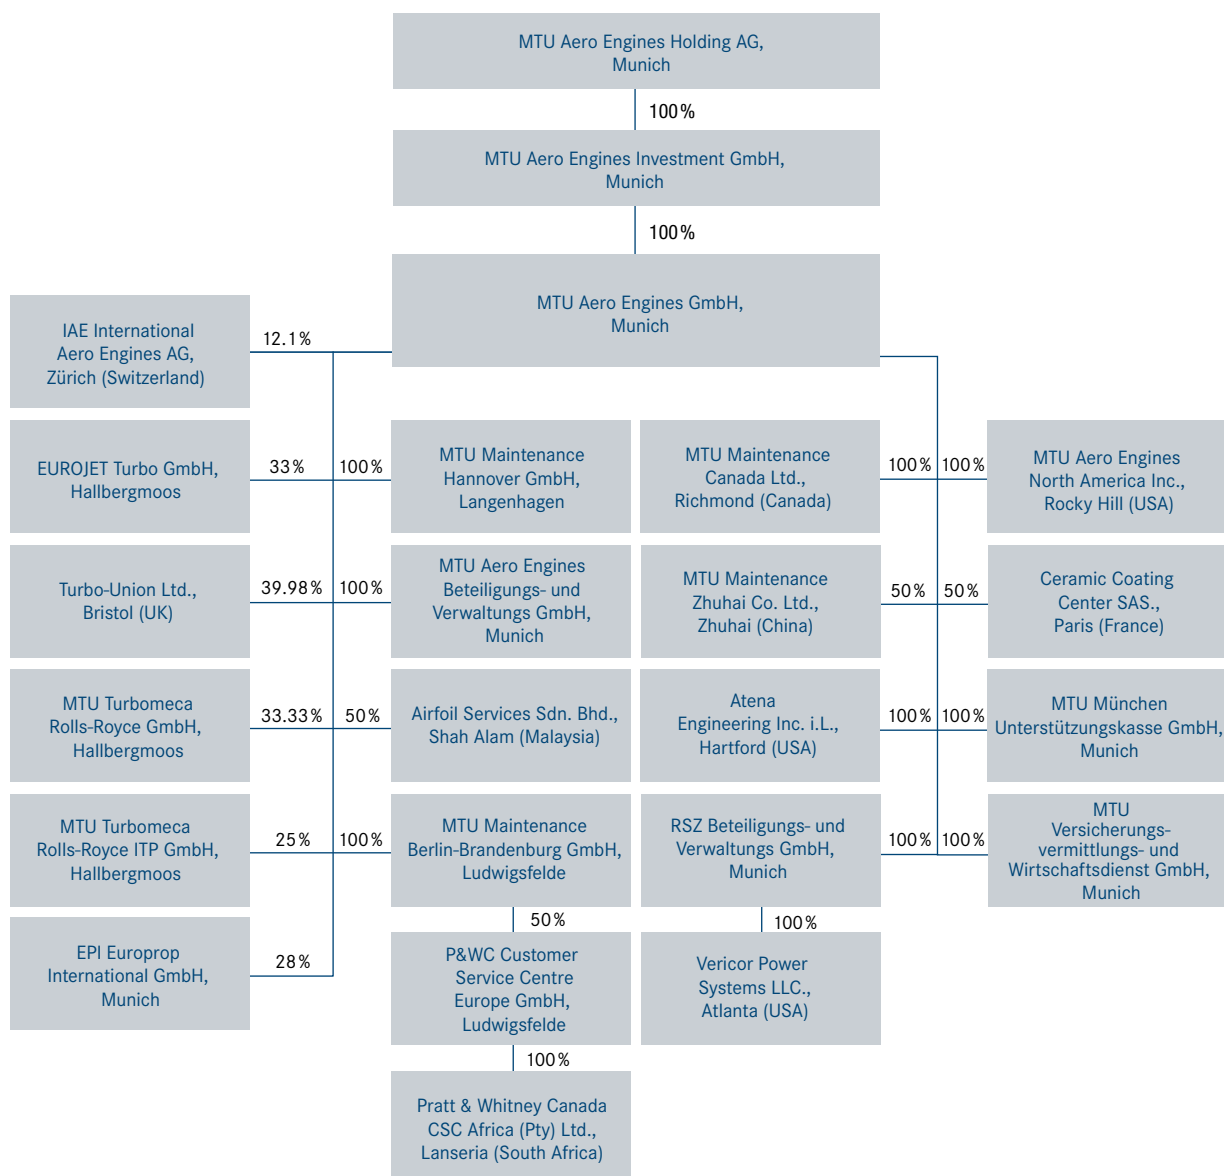 MTU Aero Engines Holding AG,
Munich
100%
MTU Aero Engines Investment GmbH,
Munich
100%
MTU Aero Engines GmbH,
Munich
IAE International
Aero Engines AG,
Zürich (Switzerland)
12.1%
EUROJET Turbo GmbH,
Hallbergmoos
33%
100%
MTU Maintenance
Hannover GmbH,
Langenhagen
MTU Maintenance
Canada Ltd.,
Richmond (Canada)
100%
100%
MTU Aero Engines
North America Inc.,
Rocky Hill (USA)
Turbo-Union Ltd.,
Bristol (UK)
39.98%
100%
MTU Aero Engines
Beteiligungs- und
Verwaltungs GmbH,
Munich
MTU Maintenance
Zhuhai Co. Ltd.,
Zhuhai (China)
50%
50%
Ceramic Coating
Center SAS.,
Paris (France)
MTU Turbomeca
Rolls-Royce GmbH,
Hallbergmoos
33.33%
50%
Airfoil Services Sdn. Bhd.,
Shah Alam (Malaysia)
Atena
Engineering Inc. i.L.,
Hartford (USA)
100%
100%
MTU München
Unterstützungskasse GmbH,
Munich
MTU Turbomeca
Rolls-Royce ITP GmbH,
Hallbergmoos
25%
100%
MTU Maintenance
Berlin-Brandenburg GmbH,
Ludwigsfelde
RSZ Beteiligungs- und
Verwaltungs GmbH,
Munich
100%
100%
MTU
Versicherungs-
vermittlungs- und
Wirtschaftsdienst GmbH,
Munich
EPI Europrop
International GmbH,
Munich
28%
50%
P&WC Customer
Service Centre
Europe GmbH,
Ludwigsfelde
100%
Vericor Power
Systems LLC.,
Atlanta (USA)
100%
Pratt & Whitney Canada
CSC Africa (Pty) Ltd.,
Lanseria (South Africa)